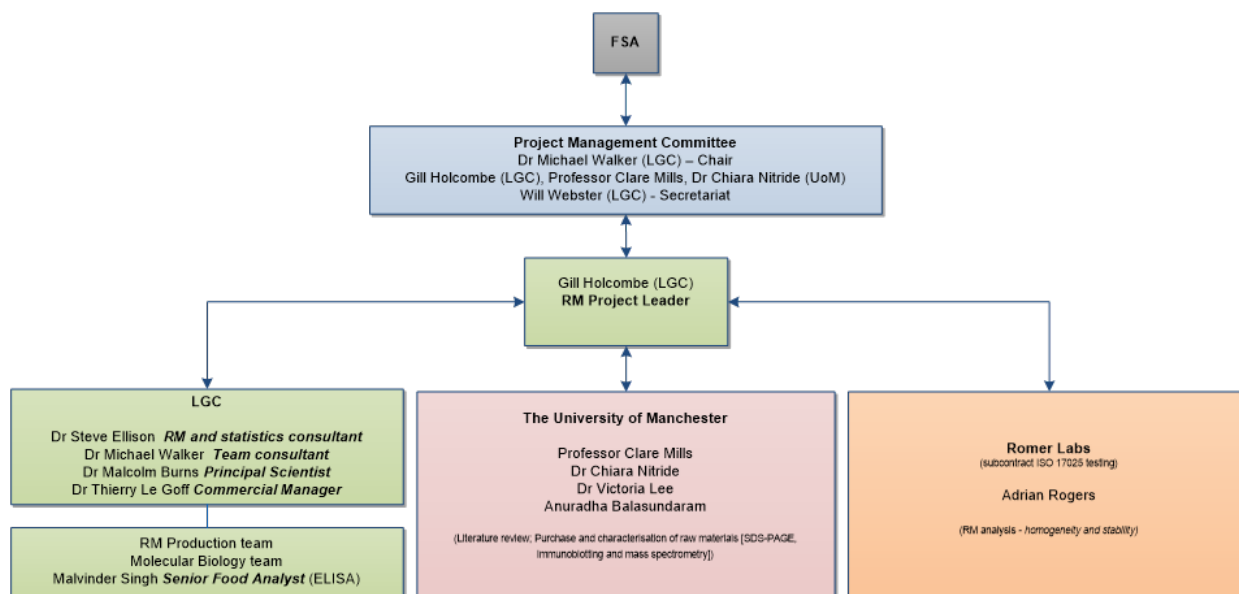 FSA
Project Management Committee
Dr Michael Walker (LGC) – Chair
Gill Holcombe (LGC), Professor Clare Mills, Dr Chiara Nitride (UoM)
Will Webster (LGC) - Secretariat
Gill Holcombe (LGC)
RM Project Leader
LGC
Dr Steve Ellison RM and statistics consultant
Dr Michael Walker Team consultant
Dr Malcolm Burns Principal Scientist
Dr Thierry Le Goff Commercial Manager
RM Production team
Molecular Biology team
Malvinder Singh Senior Food Analyst (ELISA)
The University of Manchester
Professor Clare Mills
Dr Chiara Nitride
Dr Victoria Lee
Anuradha Balasundaram
(Literature review; Purchase and characterisation of raw materials [SDS-PAGE,
immunoblotting and mass spectrometry])
Romer Labs
(subcontract ISO 17025 testing)
Adrian Rogers
(RM analysis - homogeneity and stability)